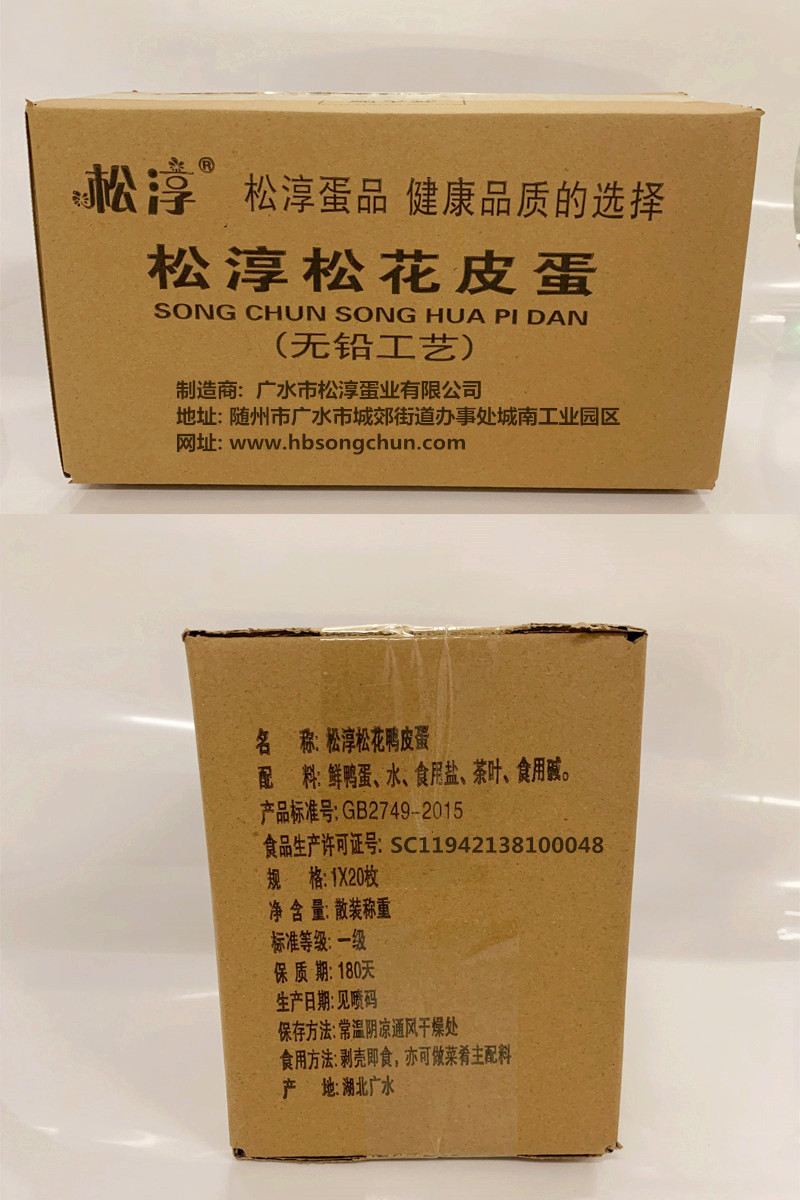 松淳®
松淳蛋品 健康品质的选择
松淳松花皮蛋
SONG CHUN SONG HUA PI DAN
(无铅工艺)
制造商: 广水市松淳蛋业有限公司
地址: 随州市广水市城郊街道办事处城南工业园区
网址: www.hbsongchun.com
名 称: 松淳松花鸭皮蛋
配 料: 鲜鸭蛋、水、食用盐、茶叶、食用碱。
产品标准号: GB2749-2015
食品生产许可证号: SC11942138100048
规 格: 1X20枚
净 含 量: 散装称重
标准等级: 一级
保 质 期: 180天
生产日期: 见喷码
保存方法: 常温阴凉通风干燥处
食用方法: 剥壳即食，亦可做菜肴主配料
产 地: 湖北广水